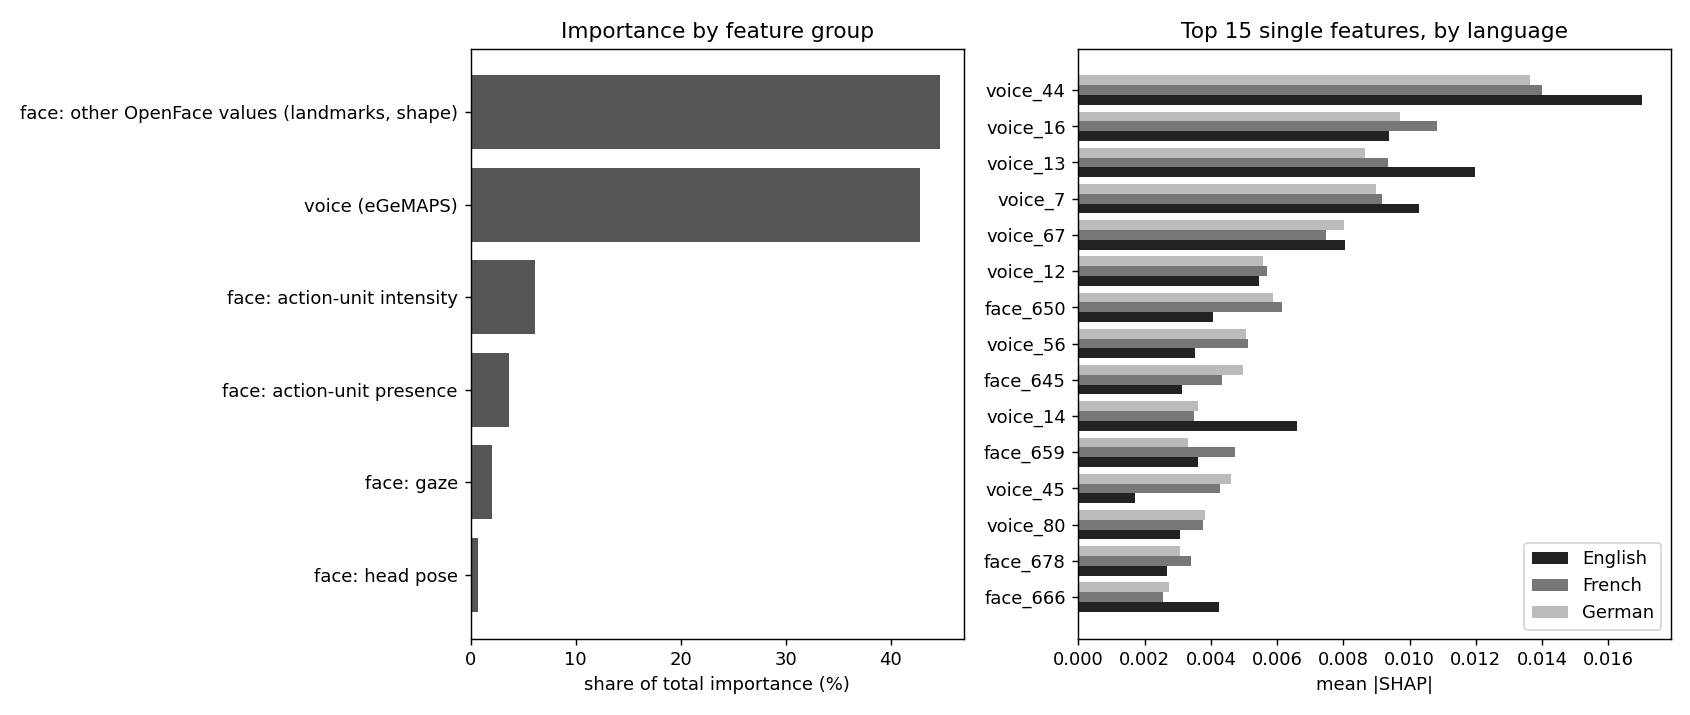 Importance by feature group
face: other OpenFace values (landmarks, shape)
voice (eGeMAPS)
face: action-unit intensity
face: action-unit presence
face: gaze
face: head pose
0 10 20 30 40
share of total importance (%)
Top 15 single features, by language
voice_44
voice_16
voice_13
voice_7
voice_67
voice_12
face_650
voice_56
face_645
voice_14
face_659
voice_45
voice_80
face_678
face_666
English
French
German
0.000 0.002 0.004 0.006 0.008 0.010 0.012 0.014 0.016
mean |SHAP|